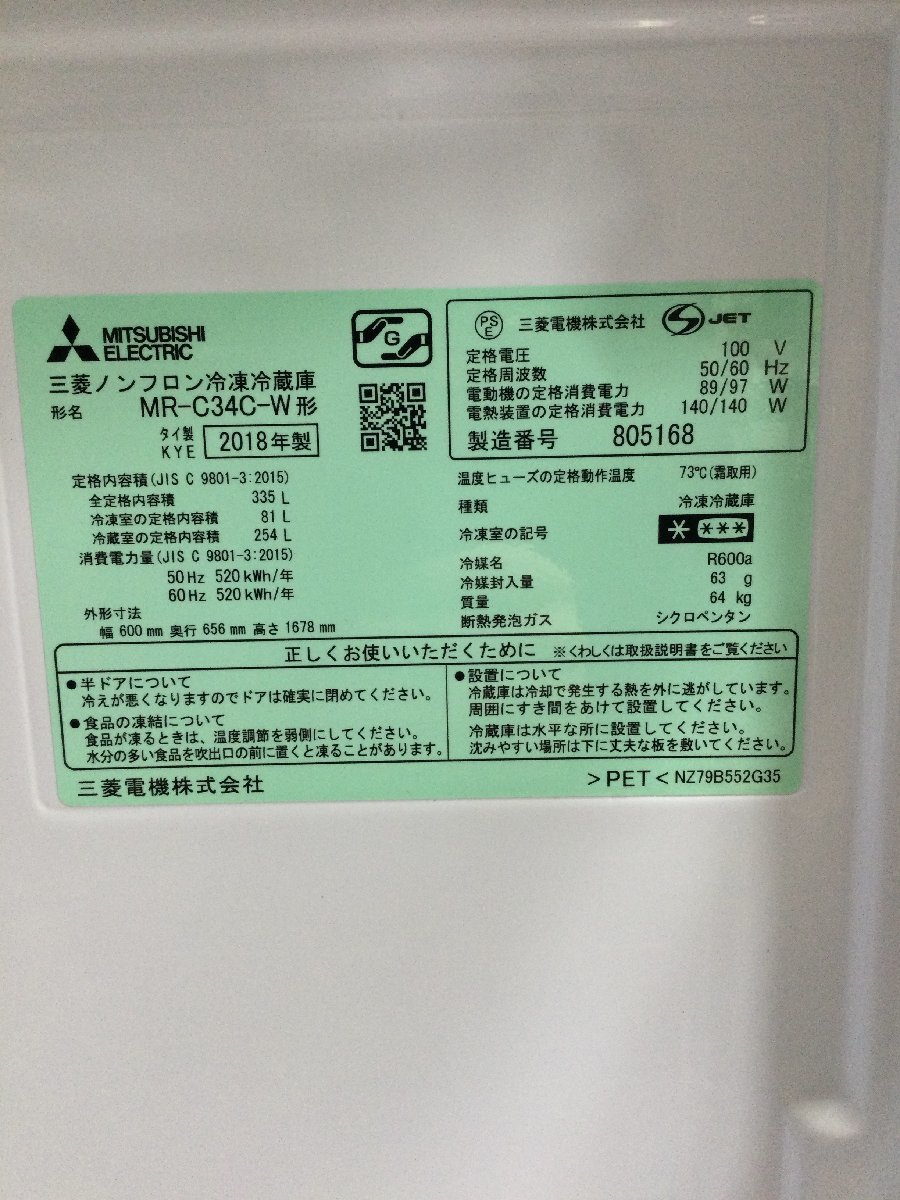 MITSUBISHI
ELECTRIC
三菱ノンフロン冷凍冷蔵庫
形名 MR-C34C-W形
タイ製
KYE 2018年製
G
定格内容積(JIS C 9801-3:2015)
全定格内容積 335 L
冷凍室の定格内容積 81 L
冷蔵室の定格内容積 254 L
消費電力量(JIS C 9801-3:2015)
50Hz 520kWh/年
60Hz 520kWh/年
外形寸法
幅 600mm 奥行 656mm 高さ 1678mm
PSE 三菱電機株式会社 S JET
定格電圧 100 V
定格周波数 50/60 Hz
電動機の定格消費電力 89/97 W
電熱装置の定格消費電力 140/140 W
製造番号 805168
温度ヒューズの定格動作温度 73℃(霜取用)
種類 冷凍冷蔵庫
冷凍室の記号 * ***
冷媒名 R600a
冷媒封入量 63 g
質量 64 kg
断熱発泡ガス シクロペンタン
正しくお使いいただくために ※くわしくは取扱説明書をご覧ください
●半ドアについて
冷えが悪くなりますのでドアは確実に閉めてください。
●食品の凍結について
食品が凍るときは、温度調節を弱側にしてください。
水分の多い食品を吹出口の前に置くと凍ることがあります。
●設置について
冷蔵庫は冷却で発生する熱を外に逃がしています。
周囲にすき間をあけて設置してください。
冷蔵庫は水平な所に設置してください。
沈みやすい場所は下に丈夫な板を敷いてください。
三菱電機株式会社 >PET< NZ79B552G35